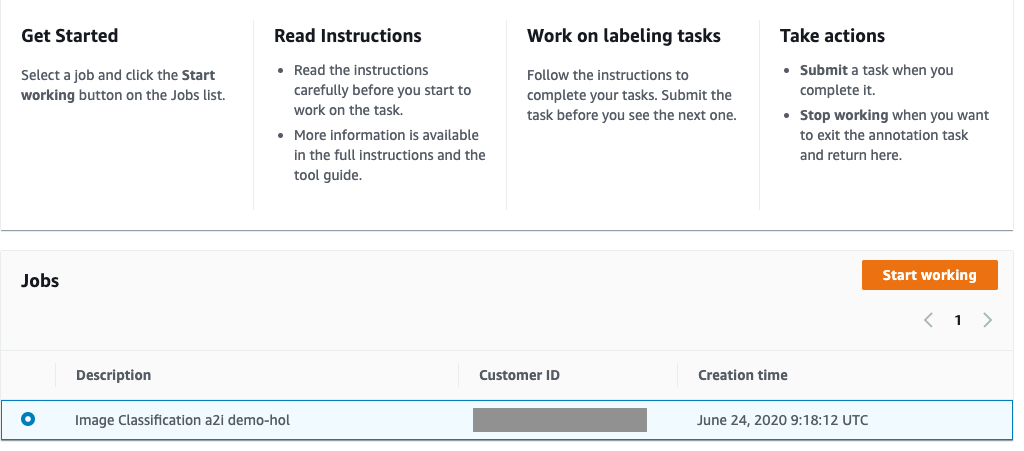 Get Started
Select a job and click the Start
working button on the Jobs list.
Read Instructions
Read the instructions
carefully before you start to
work on the task.
More information is available
in the full instructions and the
tool guide.
Work on labeling tasks
Follow the instructions to
complete your tasks. Submit the
task before you see the next one.
Take actions
Submit a task when you
complete it.
Stop working when you want
to exit the annotation task
and return here.
Jobs
Start working
1
Description Customer ID Creation time
Image Classification a2i demo-hol June 24, 2020 9:18:12 UTC